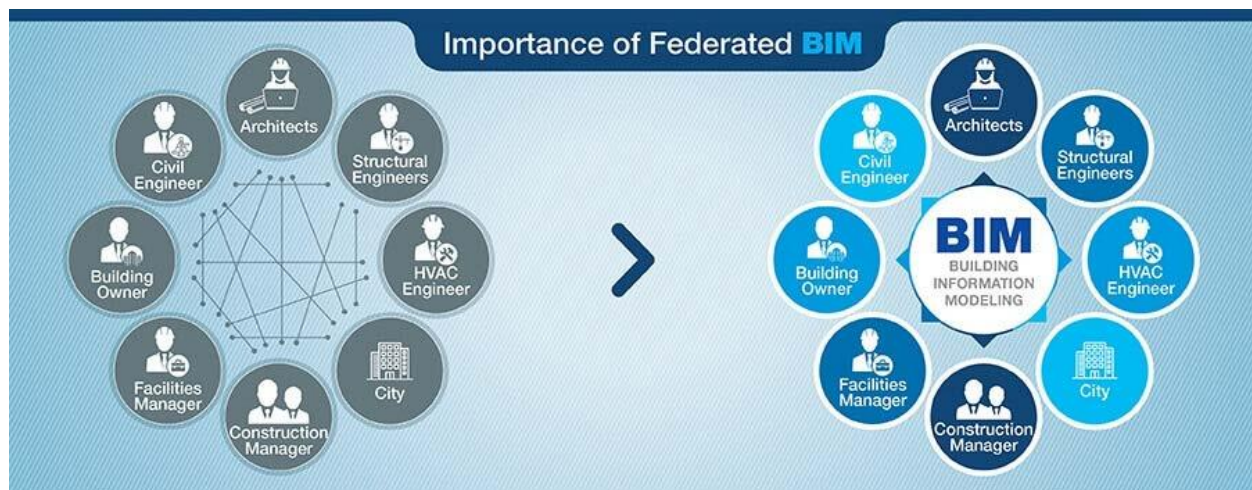 Importance of Federated BIM
Architects
Structural
Engineers
HVAC
Engineer
City
Construction
Manager
Facilities
Manager
Building
Owner
Civil
Engineer
Architects
Structural
Engineers
HVAC
Engineer
City
Construction
Manager
Facilities
Manager
Building
Owner
Civil
Engineer
BIM
BUILDING
INFORMATION
MODELING